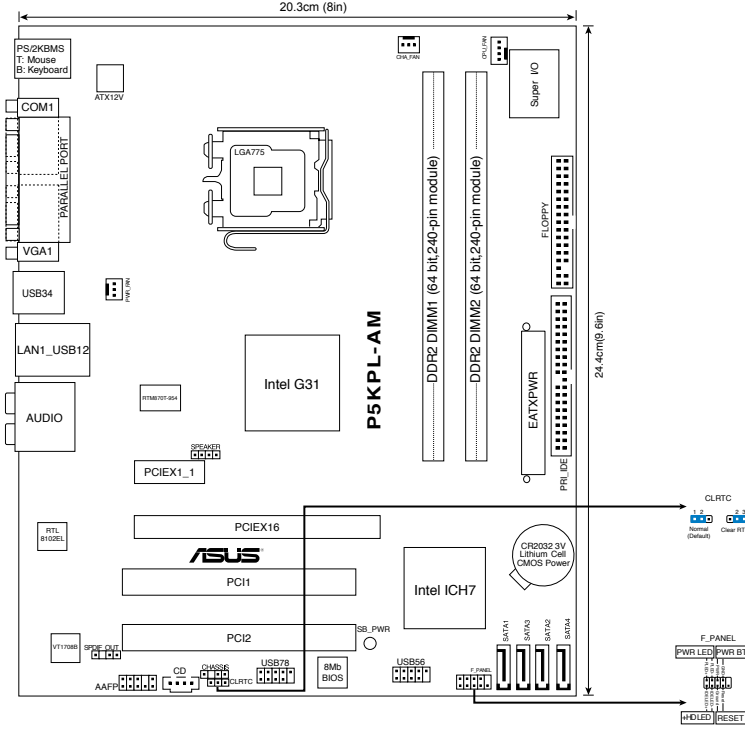 20.3cm (8in)
PS/2KBMS
T: Mouse
B: Keyboard
ATX12V
CHA_FAN
CPU_FAN
Super I/O
COM1
PARALLEL PORT
LGA775
VGA1
USB34
PWR_FAN
LAN1_USB12
AUDIO
Intel G31
P5KPL-AM
DDR2 DIMM1 (64 bit,240-pin module)
DDR2 DIMM2 (64 bit,240-pin module)
FLOPPY
24.4cm(9.6in)
EATXPWR
PRI_IDE
RTM870T-954
SPEAKER
PCIEX1_1
RTL
8102EL
PCIEX16
ASUS
PCI1
PCI2
Intel ICH7
CR2032 3V
Lithium Cell
CMOS Power
CLRTC
1 2
2 3
Normal
(Default)
Clear RT
SB_PWR
VT1708B
SPDIF_OUT
AAFP
CD
CHASSIS
CLRTC
USB78
8Mb
BIOS
USB56
F_PANEL
SATA1
SATA3
SATA2
SATA4
F_PANEL
PWR LED
PWR BT
+HDLED
RESET